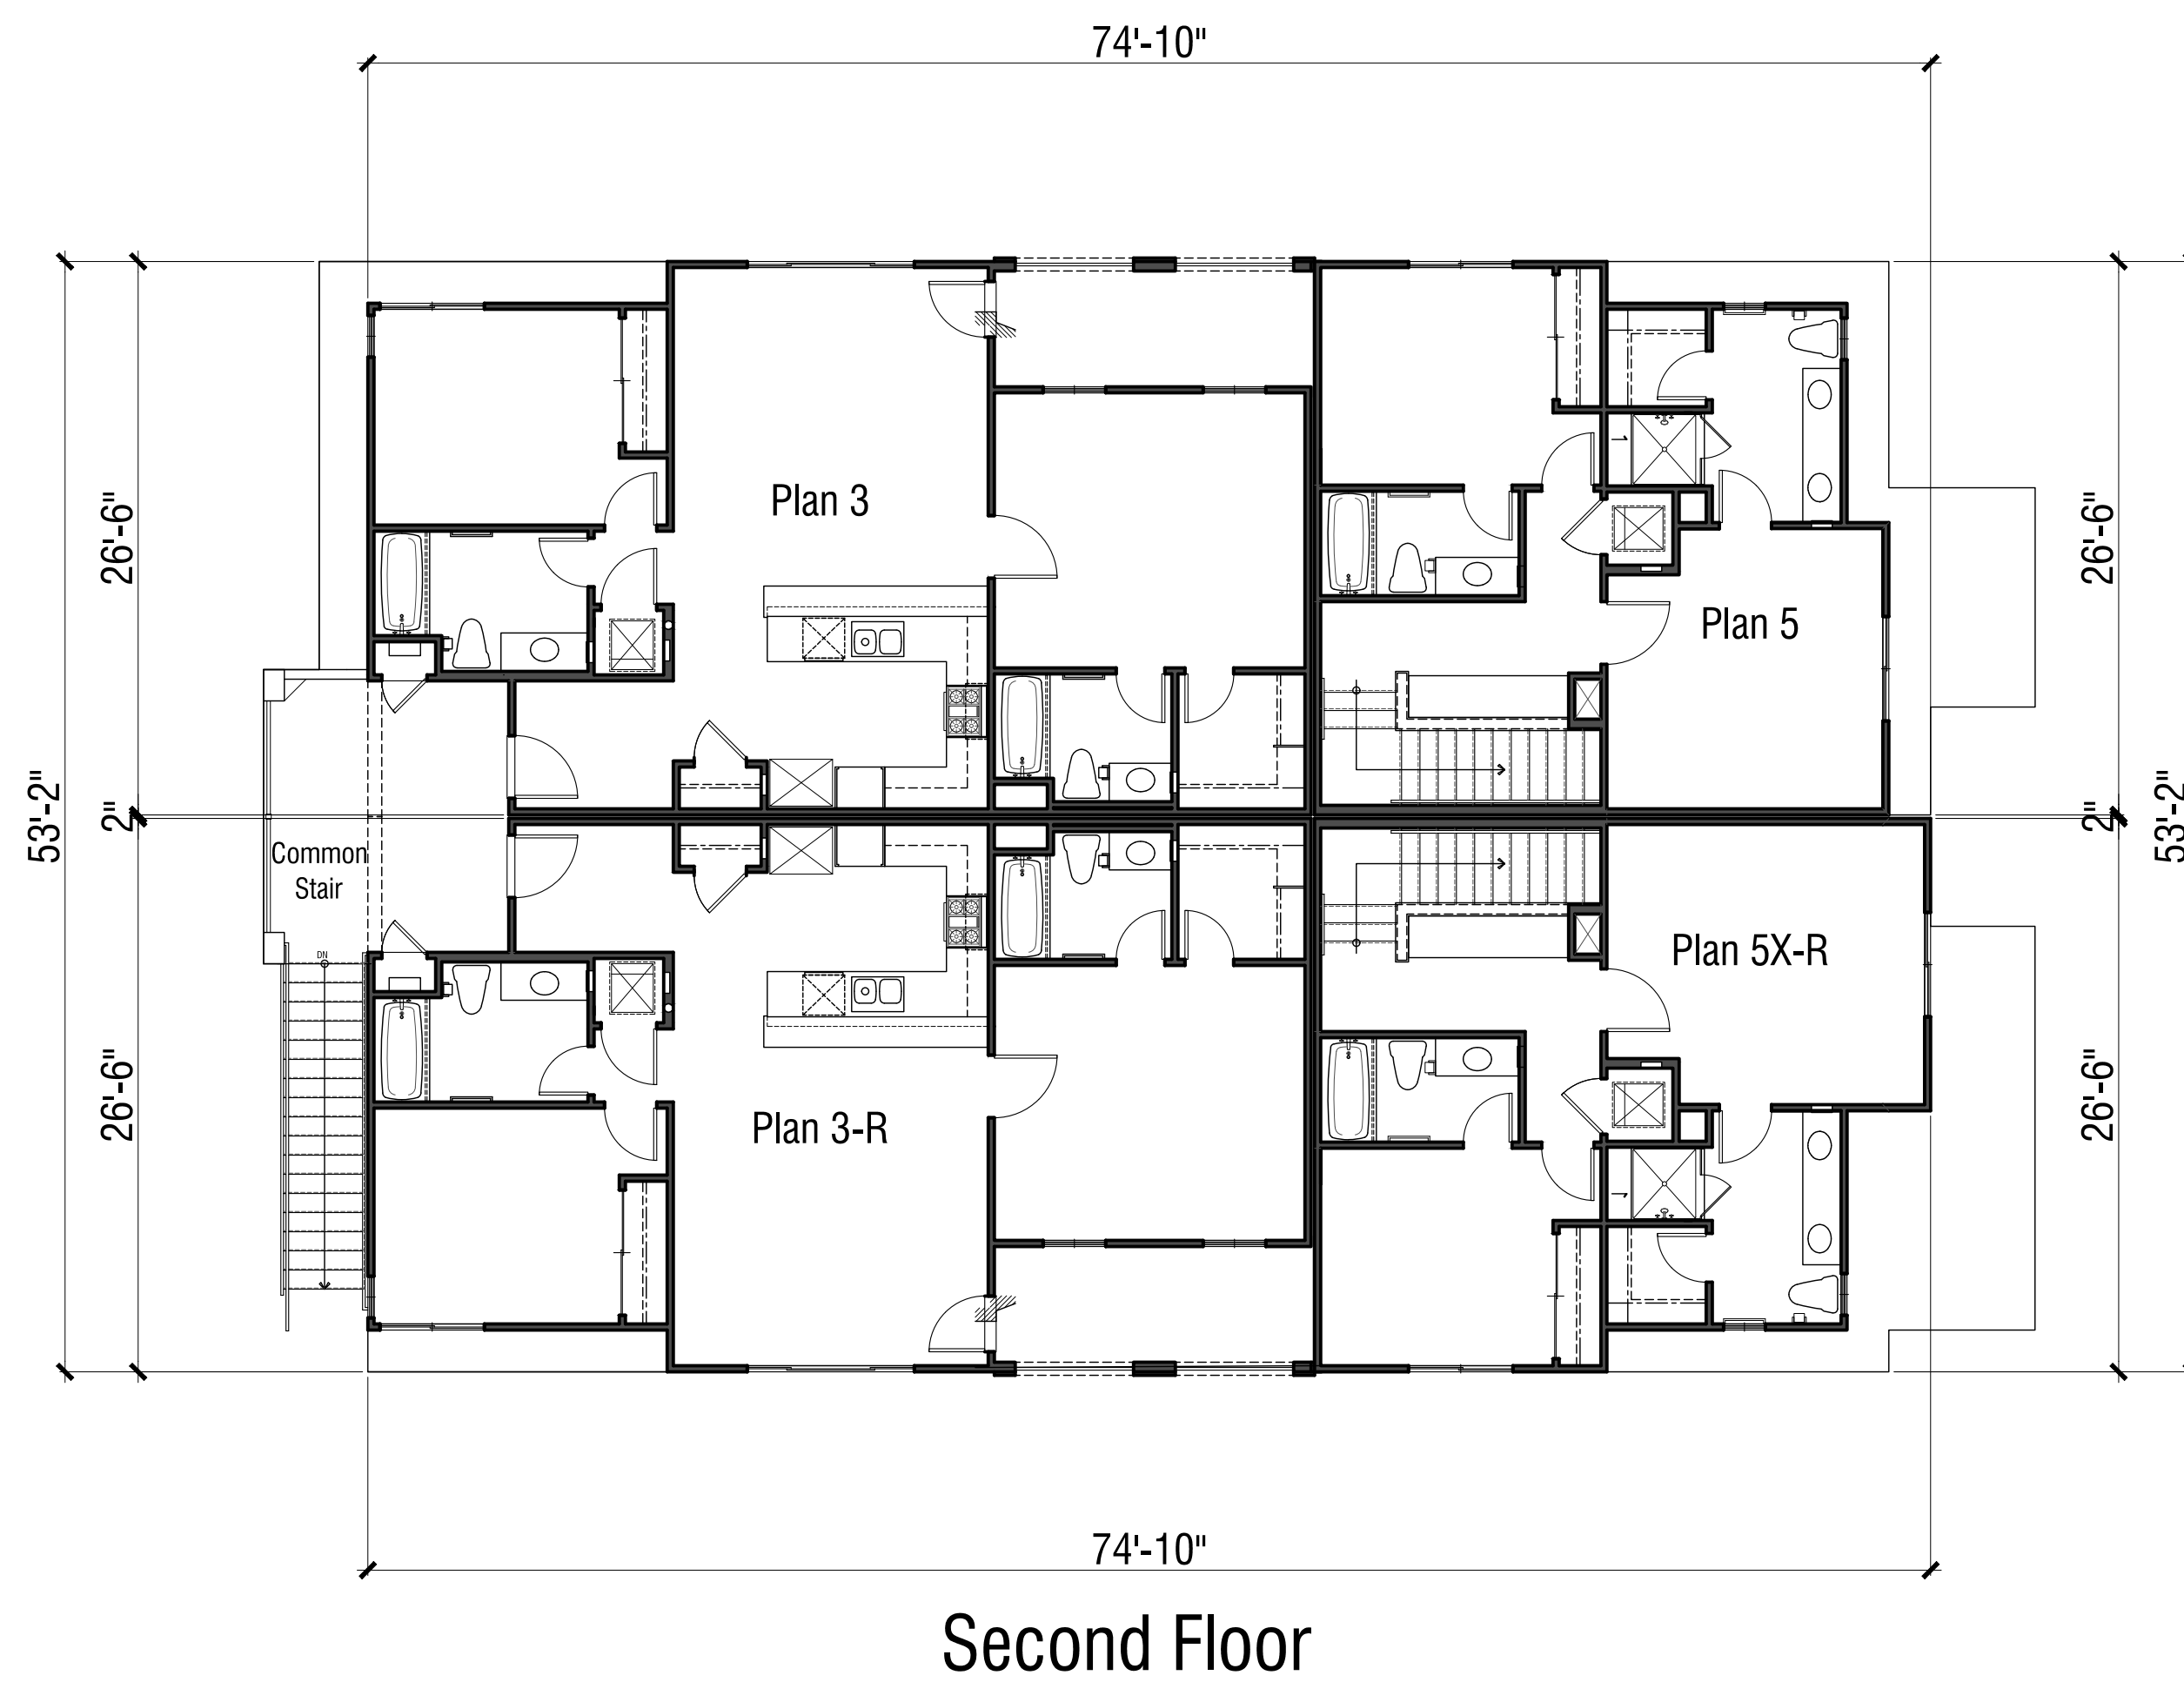 74'-10"
26'-6"
26'-6"
Plan 3
Plan 5
53'-2"
2"
2"
53'-2"
Common
Stair
DN
Plan 5X-R
Plan 3-R
26'-6"
26'-6"
74'-10"
Second Floor